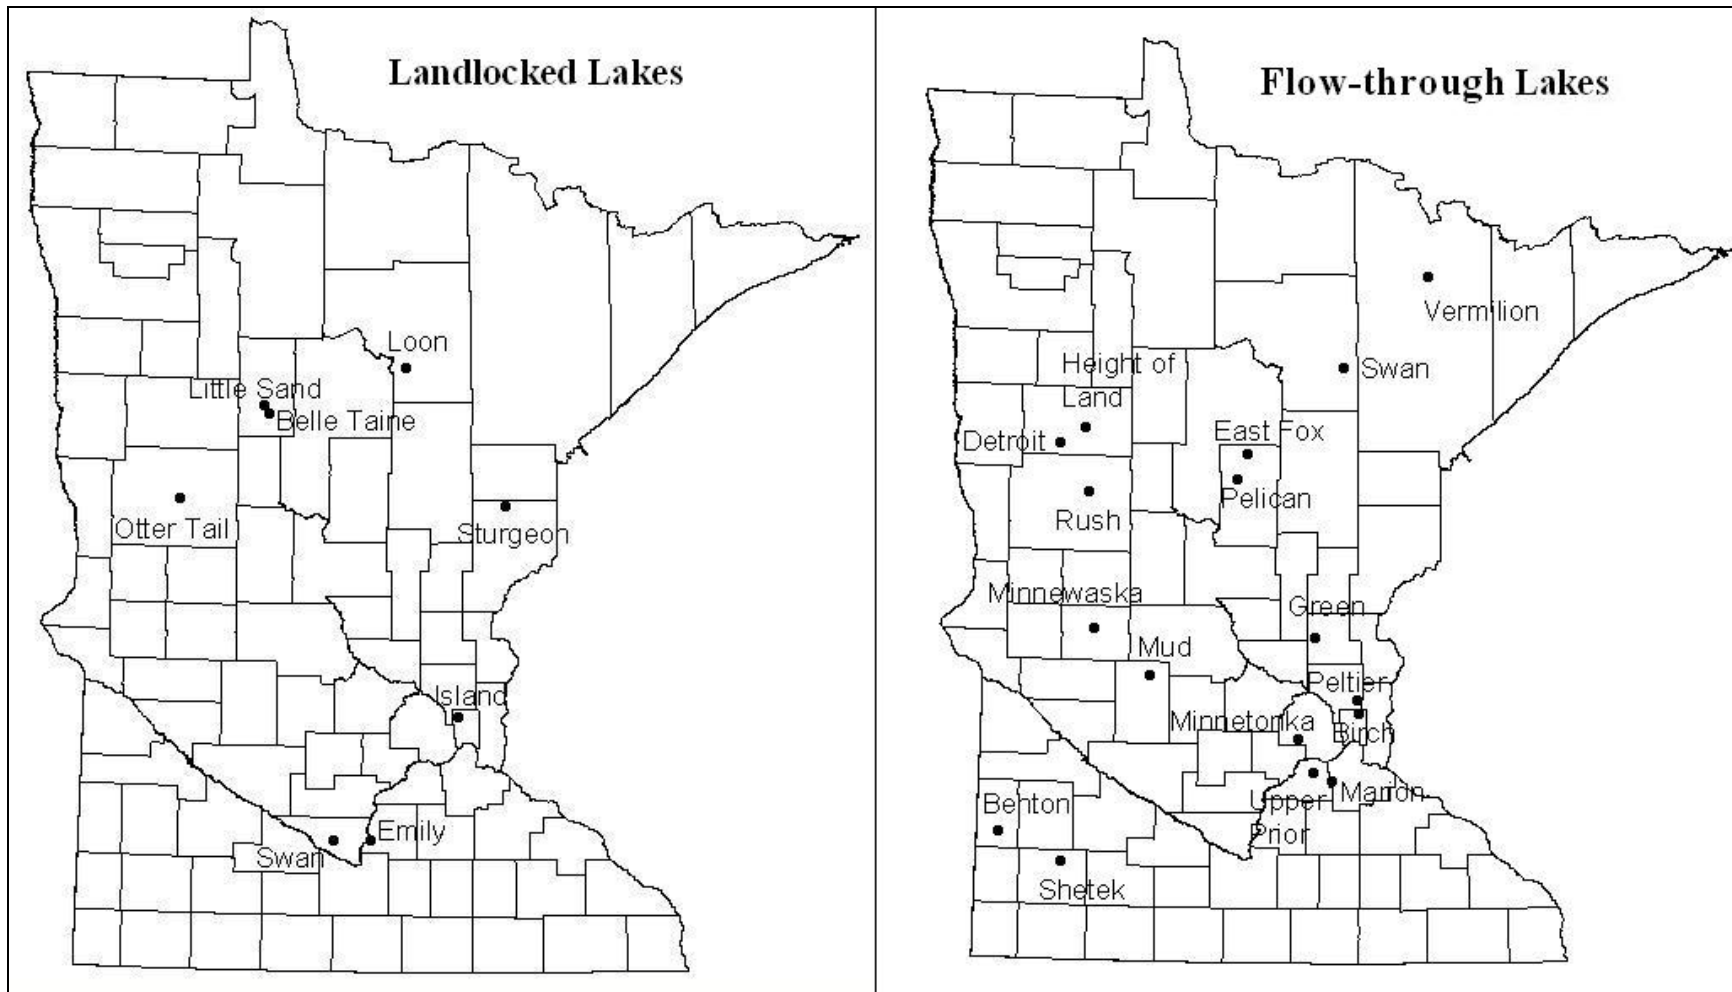 Landlocked Lakes
Loon
Little Sand
Belle Taine
Otter Tail
Sturgeon
Island
Emily
Swan
Flow-through Lakes
Vermilion
Height of
Land
Swan
Detroit
East Fox
Pelican
Rush
Minnewaska
Green
Mud
Peltier
Minnetonka
Birch
Benton
Upper
Prior
Marion
Shetek